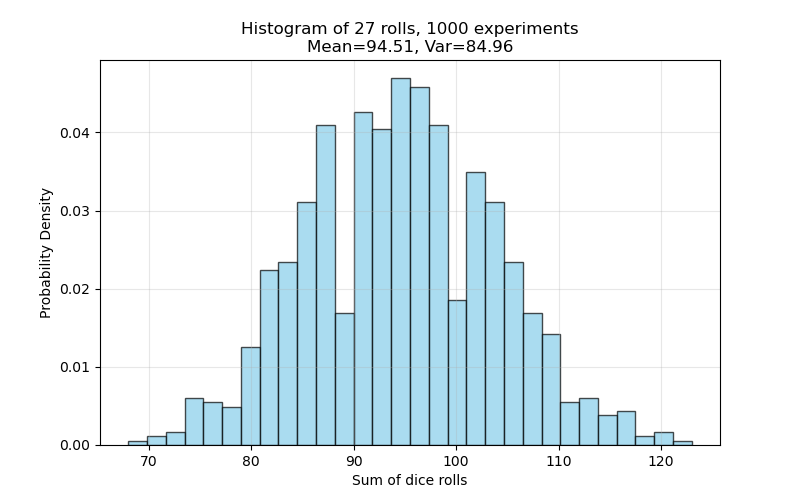 Histogram of 27 rolls, 1000 experiments
Mean=94.51, Var=84.96
Probability Density
0.04
0.03
0.02
0.01
0.00
70 80 90 100 110 120
Sum of dice rolls